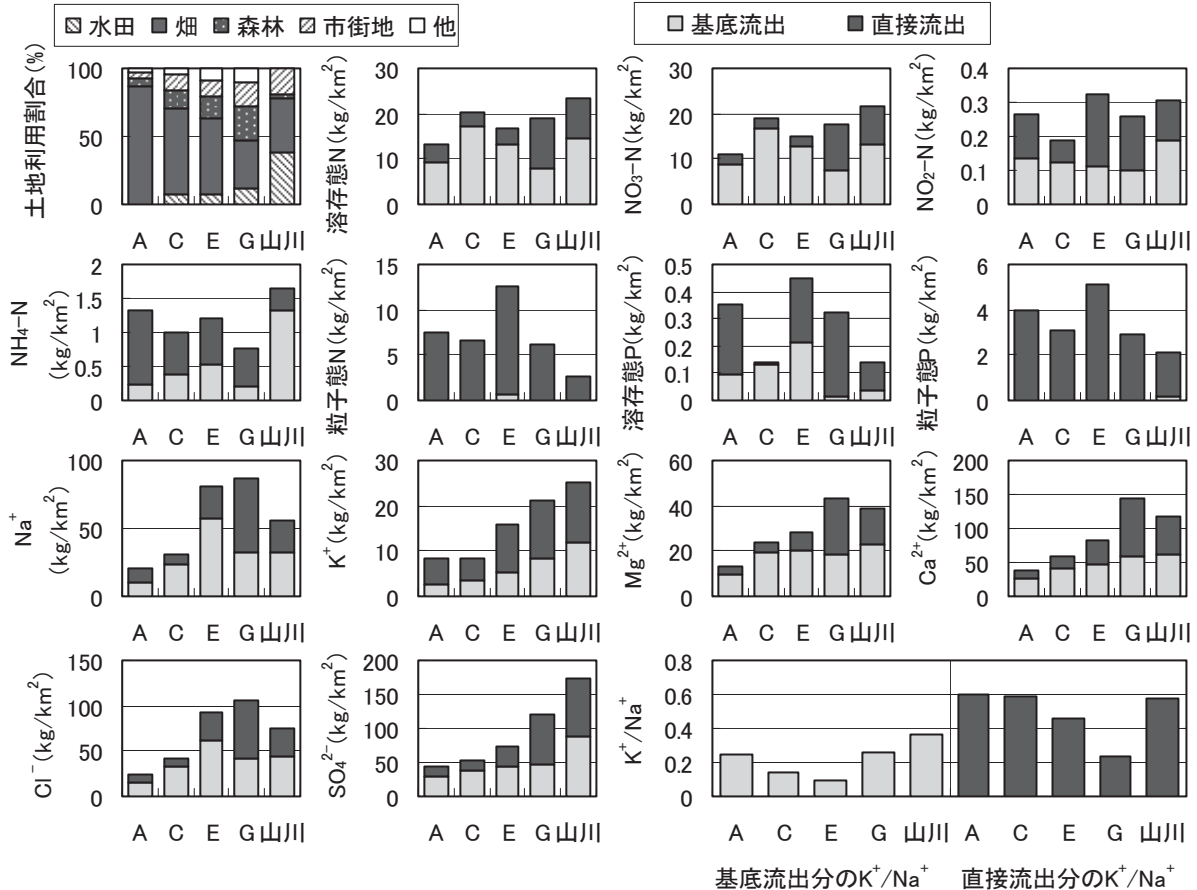 水田 畑 森林 市街地 他
基底流出 直接流出
土地利用割合(%)
100
50
0
A C E G 山川
溶存態N(kg/km²)
30
20
10
0
A C E G 山川
NO₃−N(kg/km²)
30
20
10
0
A C E G 山川
NO₂−N(kg/km²)
0.4
0.3
0.2
0.1
0
A C E G 山川
NH₄−N
(kg/km²)
2
1.5
1
0.5
0
A C E G 山川
粒子態N(kg/km²)
15
10
5
0
A C E G 山川
溶存態P(kg/km²)
0.5
0.4
0.3
0.2
0.1
0
A C E G 山川
粒子態P(kg/km²)
6
4
2
0
A C E G 山川
Na⁺
(kg/km²)
100
50
0
A C E G 山川
K⁺(kg/km²)
30
20
10
0
A C E G 山川
Mg²⁺(kg/km²)
60
40
20
0
A C E G 山川
Ca²⁺(kg/km²)
200
150
100
50
0
A C E G 山川
Cl⁻(kg/km²)
150
100
50
0
A C E G 山川
SO₄²⁻(kg/km²)
200
150
100
50
0
A C E G 山川
K⁺/Na⁺
0.8
0.6
0.4
0.2
0
A C E G 山川 A C E G 山川
基底流出分のK⁺/Na⁺ 直接流出分のK⁺/Na⁺